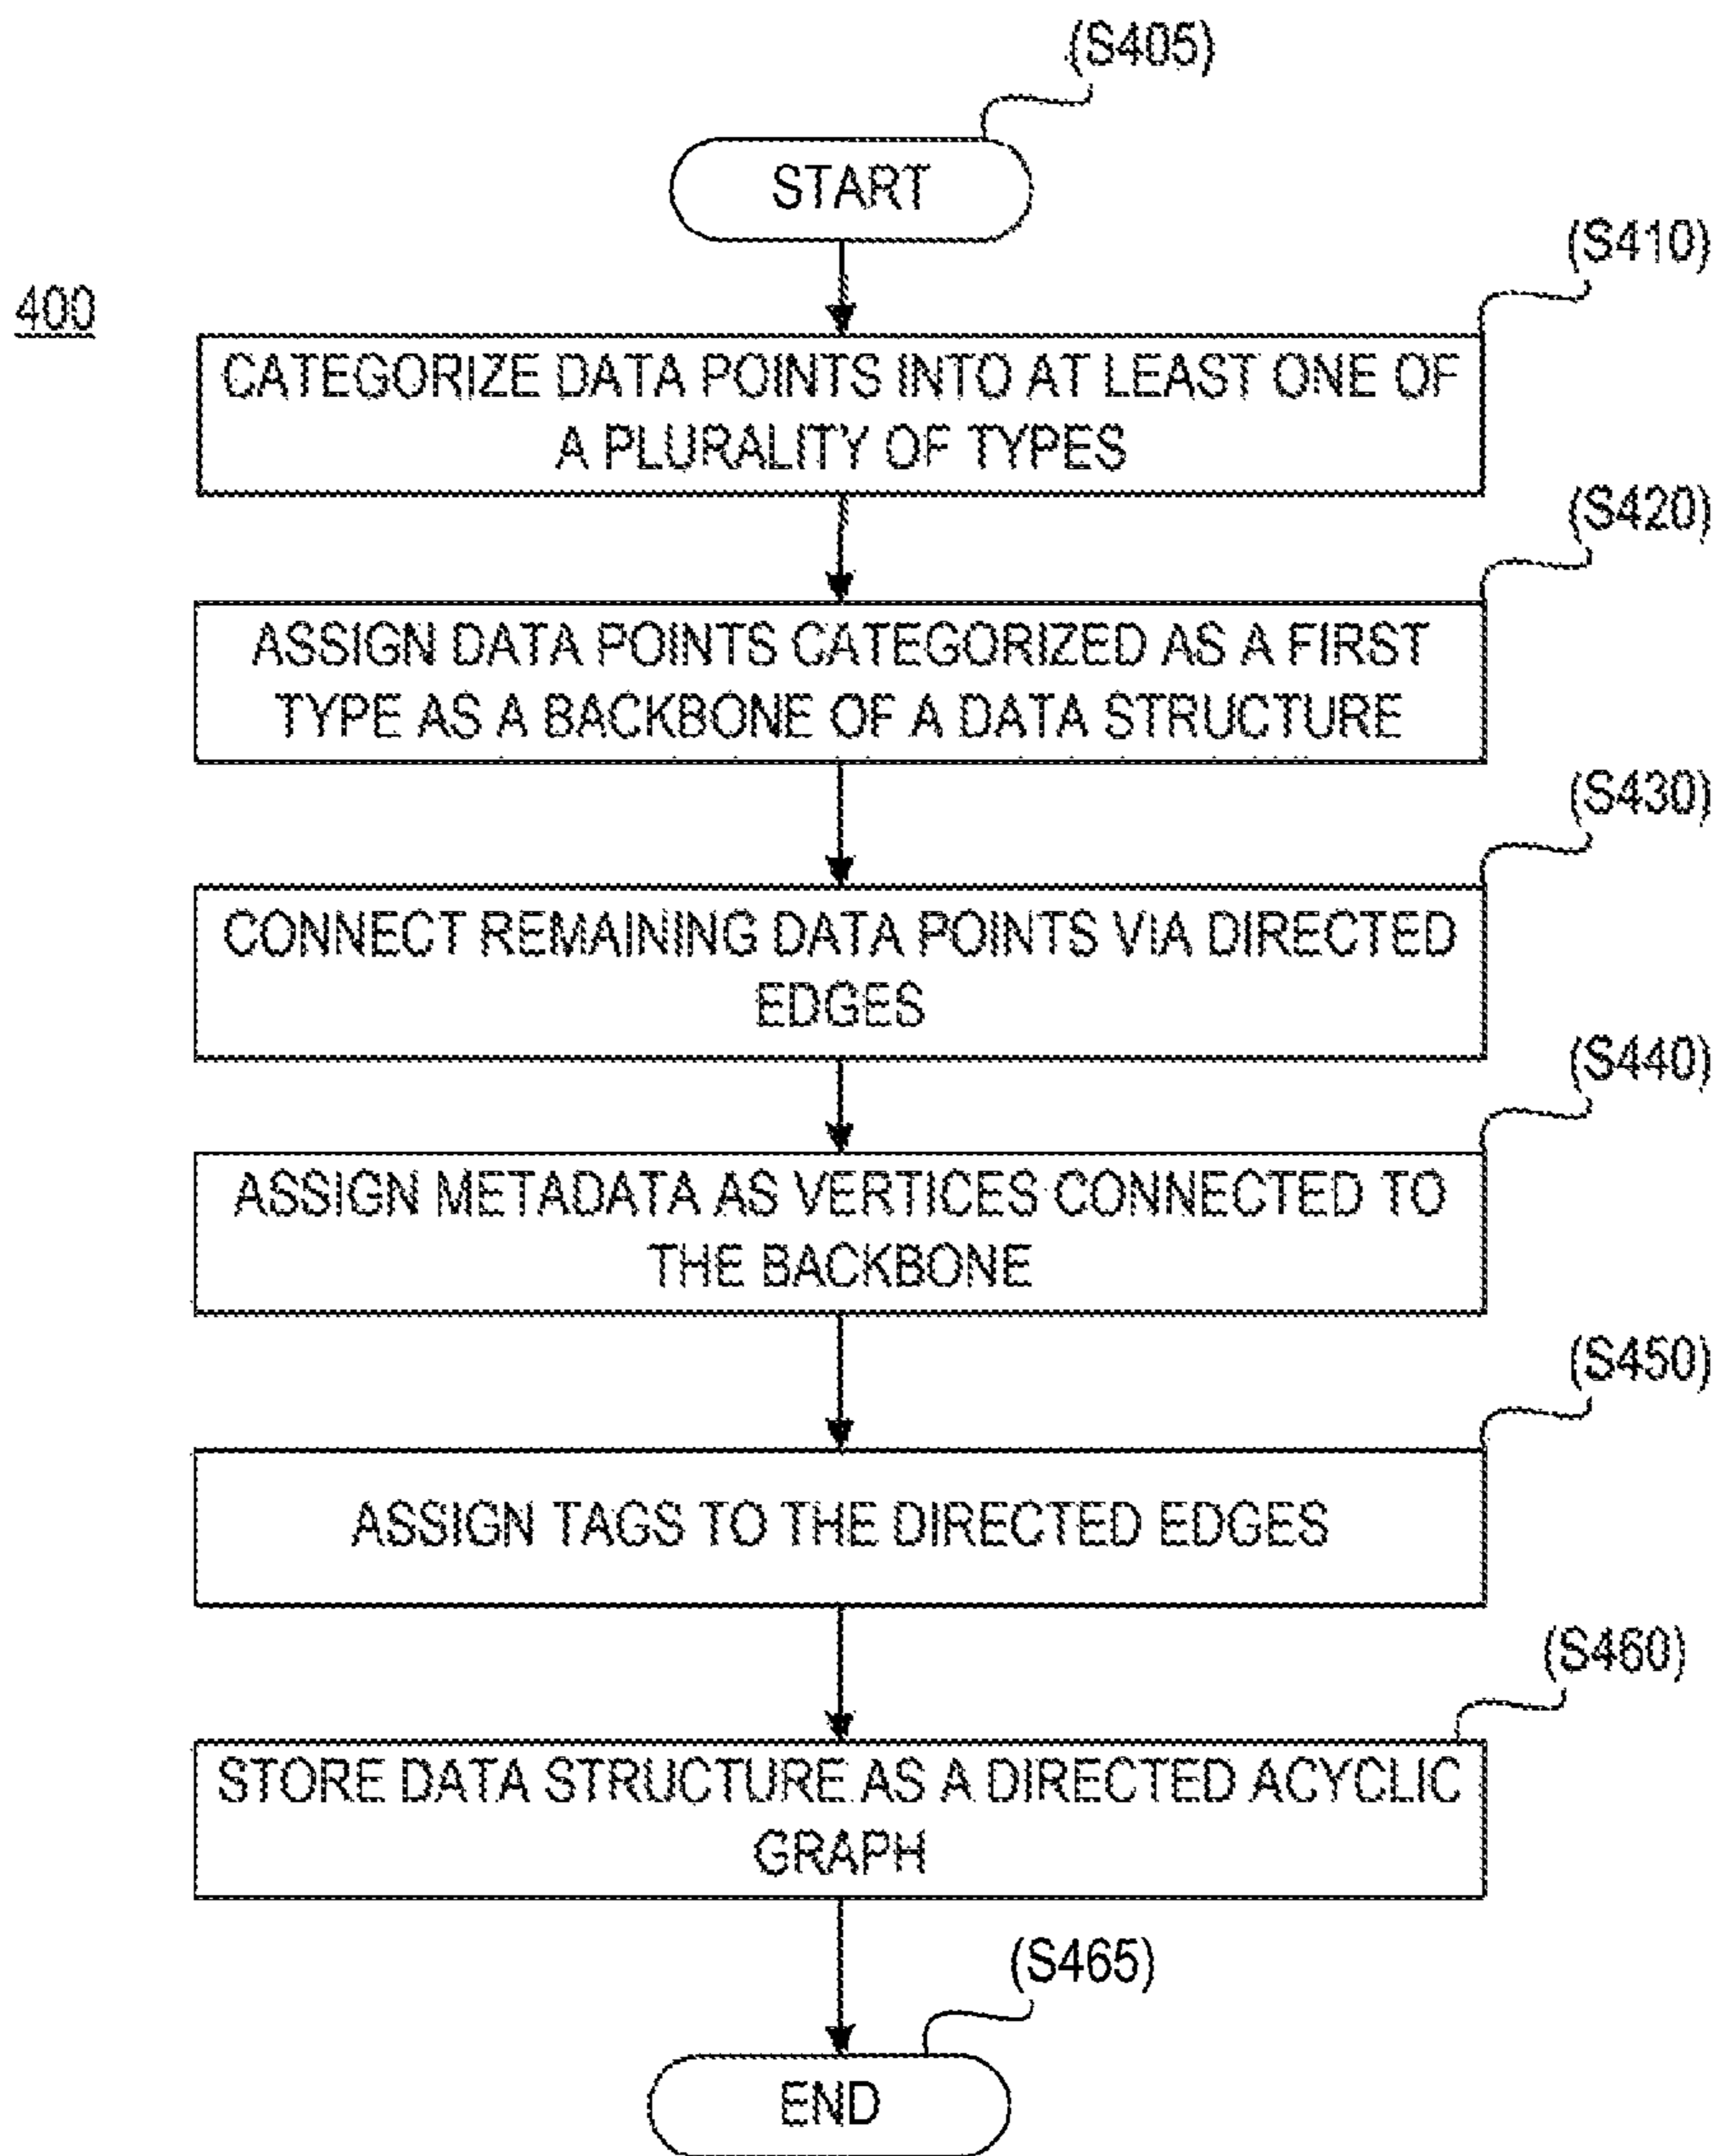 (S405)
START
(S410)
400
CATEGORIZE DATA POINTS INTO AT LEAST ONE OF
A PLURALITY OF TYPES
(S420)
ASSIGN DATA POINTS CATEGORIZED AS A FIRST
TYPE AS A BACKBONE OF A DATA STRUCTURE
(S430)
CONNECT REMAINING DATA POINTS VIA DIRECTED
EDGES
(S440)
ASSIGN METADATA AS VERTICES CONNECTED TO
THE BACKBONE
(S450)
ASSIGN TAGS TO THE DIRECTED EDGES
(S460)
STORE DATA STRUCTURE AS A DIRECTED ACYCLIC
GRAPH
(S465)
END